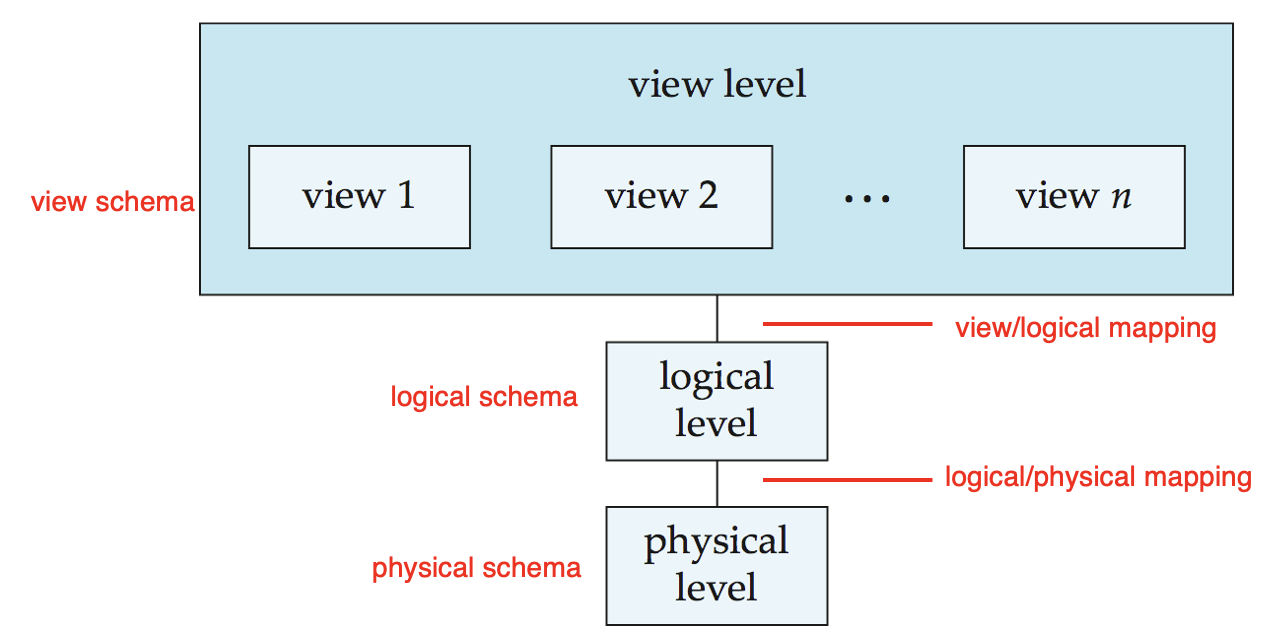 view level
view 1
view 2
...
view n
view schema
view/logical mapping
logical
level
logical schema
logical/physical mapping
physical
level
physical schema